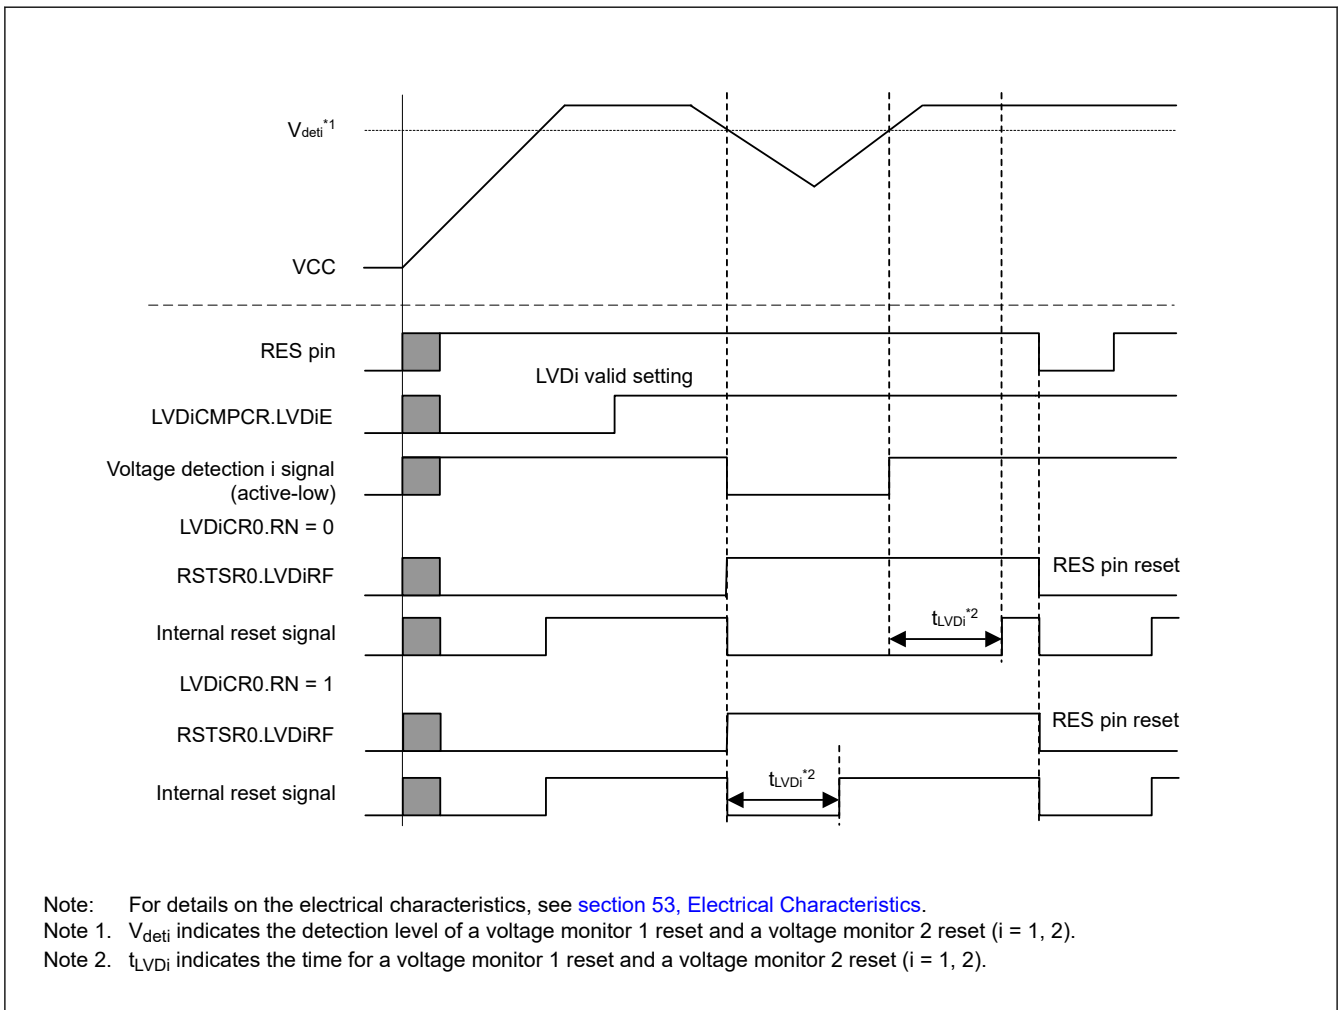 Vdeti*1
VCC
RES pin
LVDi valid setting
LVDiCMPCR.LVDiE
Voltage detection i signal
(active-low)
LVDiCR0.RN = 0
RSTSR0.LVDiRF
RES pin reset
Internal reset signal
tLVDi*2
LVDiCR0.RN = 1
RSTSR0.LVDiRF
RES pin reset
Internal reset signal
tLVDi*2
Note: For details on the electrical characteristics, see section 53, Electrical Characteristics.
Note 1. Vdeti indicates the detection level of a voltage monitor 1 reset and a voltage monitor 2 reset (i = 1, 2).
Note 2. tLVDi indicates the time for a voltage monitor 1 reset and a voltage monitor 2 reset (i = 1, 2).